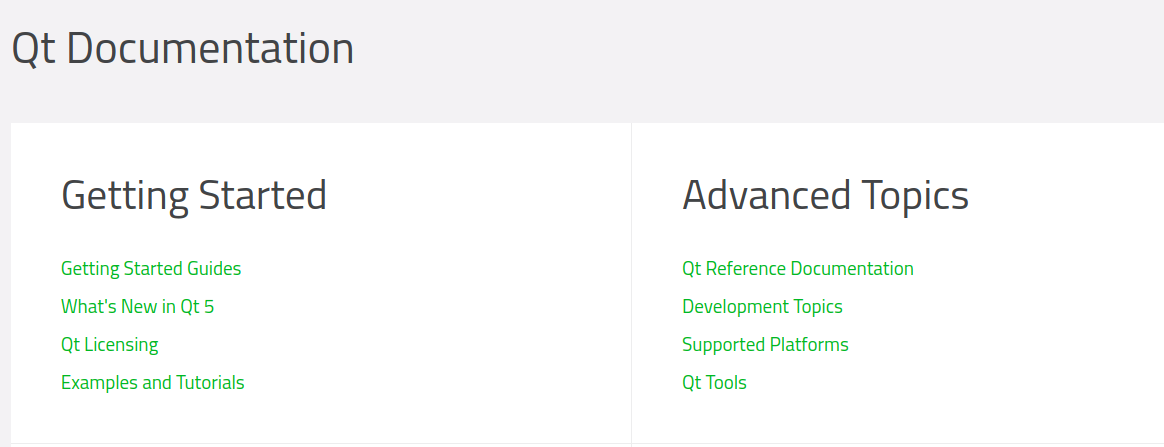 Qt Documentation
Getting Started
Getting Started Guides
What's New in Qt 5
Qt Licensing
Examples and Tutorials
Advanced Topics
Qt Reference Documentation
Development Topics
Supported Platforms
Qt Tools